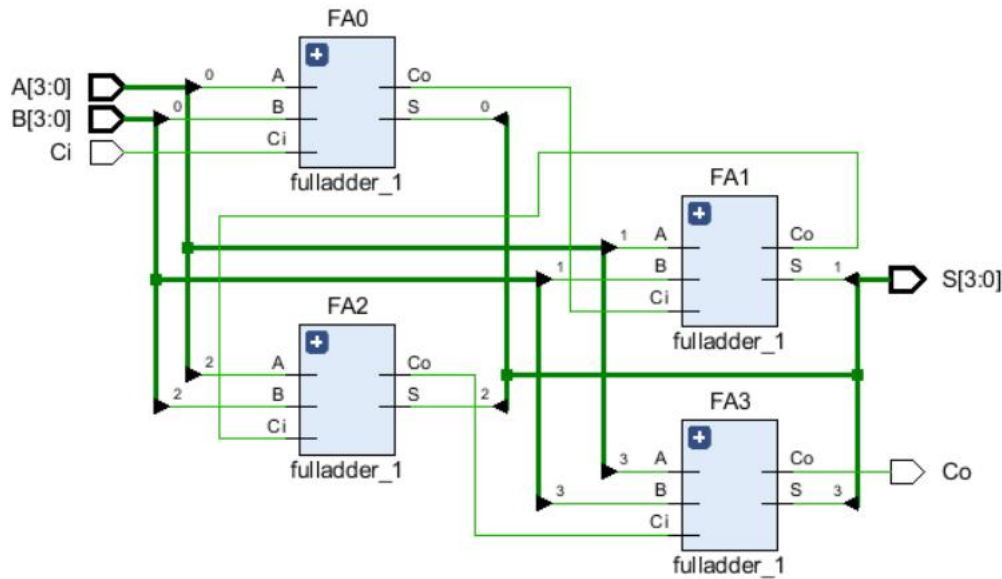 FA0
A[3:0]
0
A
Co
B[3:0]
0
B
S
0
Ci
Ci
fulladder_1
FA1
1
A
Co
1
B
S
1
S[3:0]
Ci
FA2
fulladder_1
2
A
Co
2
B
S
2
Ci
FA3
fulladder_1
3
A
Co
Co
3
B
S
3
Ci
fulladder_1